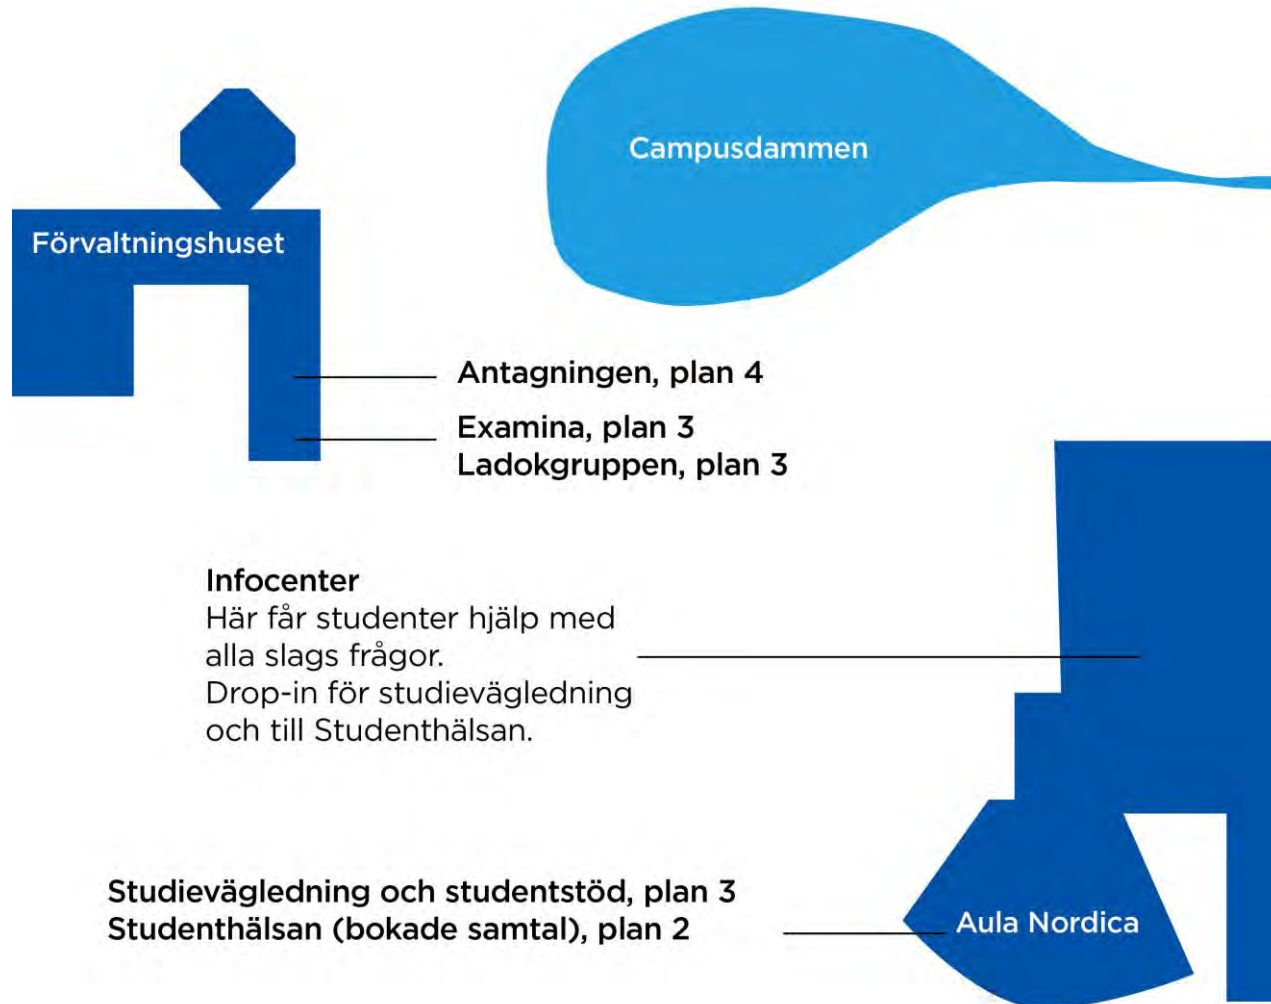 Campusdammen
Förvaltningshuset
Antagningen, plan 4
Examina, plan 3
Ladokgruppen, plan 3
Infocenter
Här får studenter hjälp med
alla slags frågor.
Drop-in för studievägledning
och till Studenthälsan.
Studievägledning och studentstöd, plan 3
Studenthälsan (bokade samtal), plan 2
Aula Nordica